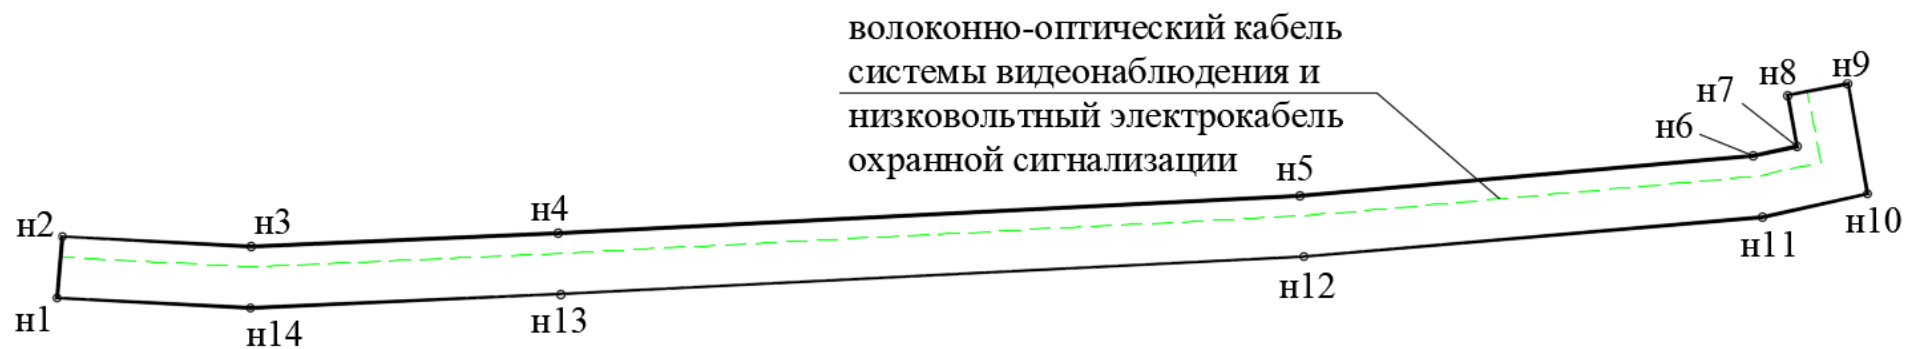 волоконно-оптический кабель
системы видеонаблюдения и
низковольтный электрокабель
охранной сигнализации
н1
н2
н3
н4
н5
н6
н7
н8
н9
н10
н11
н12
н13
н14